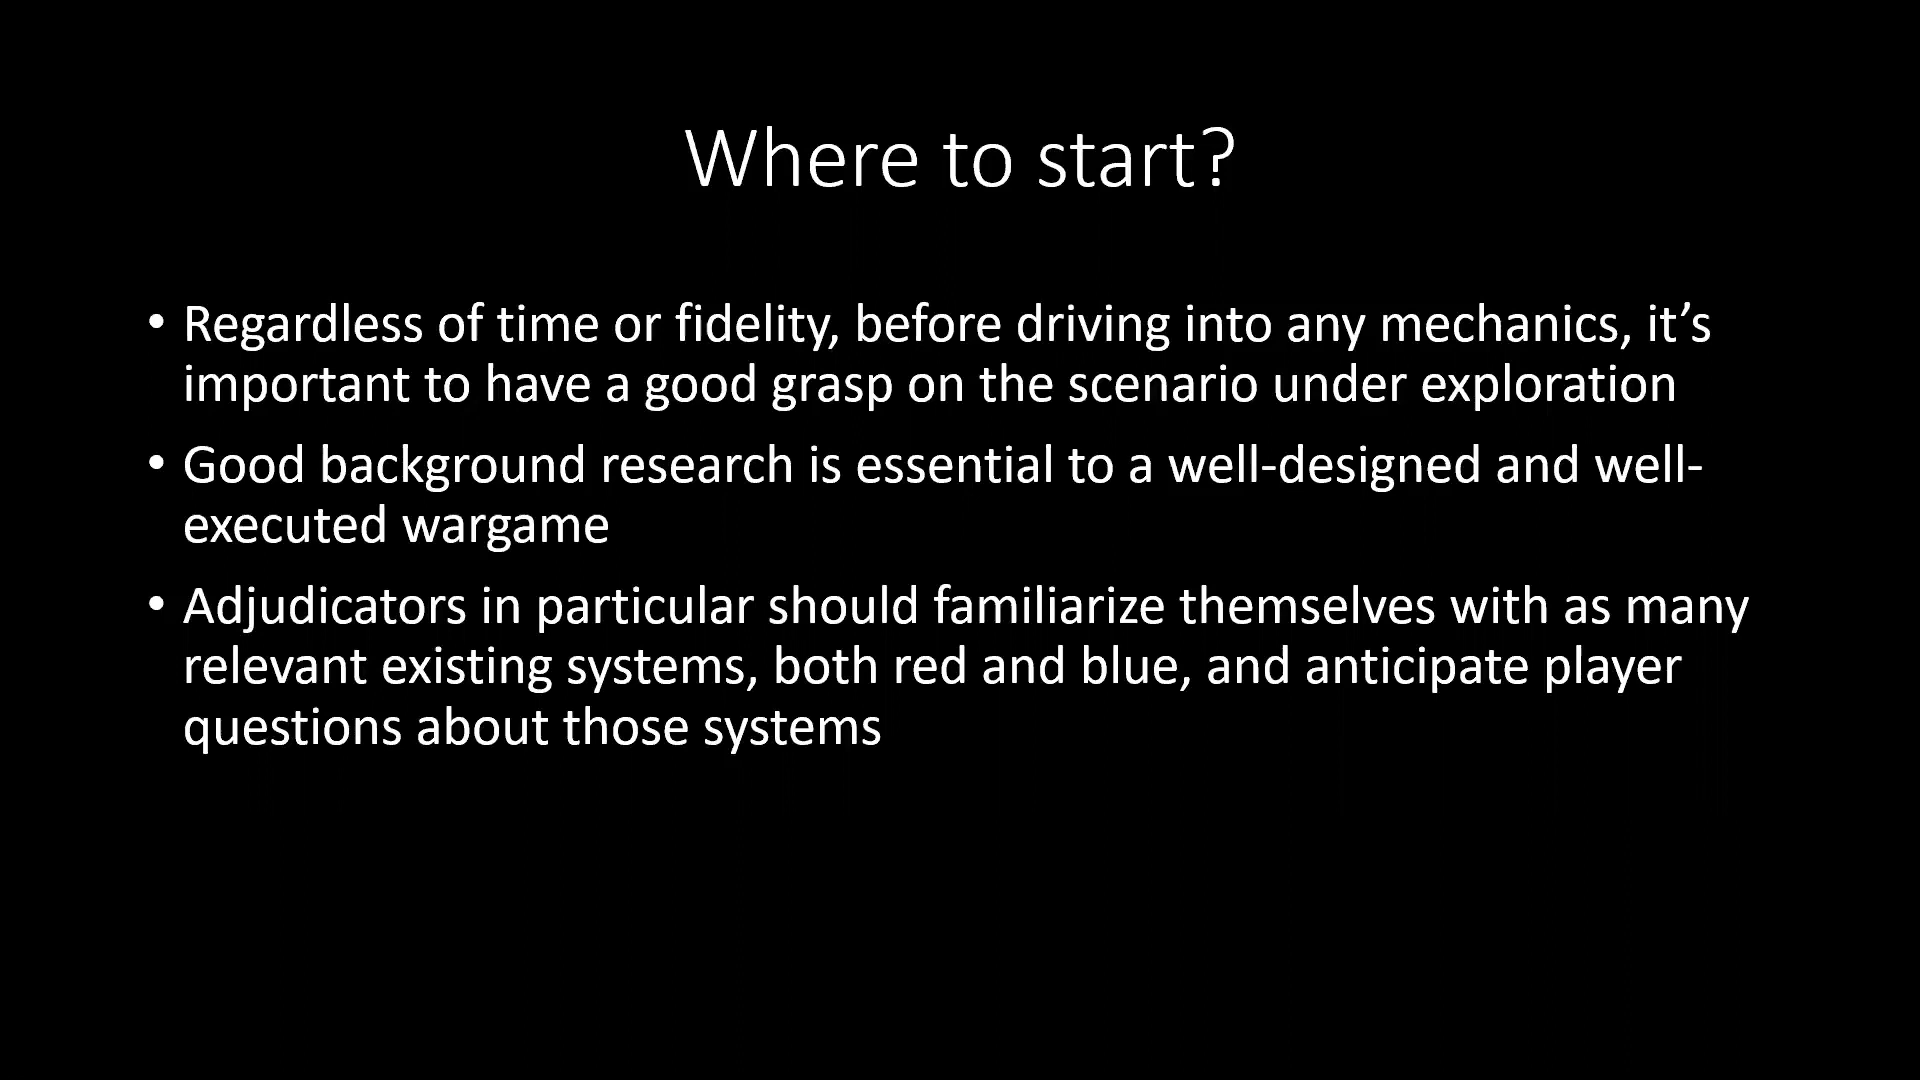 Where to start?
• Regardless of time or fidelity, before driving into any mechanics, it’s
important to have a good grasp on the scenario under exploration
• Good background research is essential to a well-designed and well-
executed wargame
• Adjudicators in particular should familiarize themselves with as many
relevant existing systems, both red and blue, and anticipate player
questions about those systems